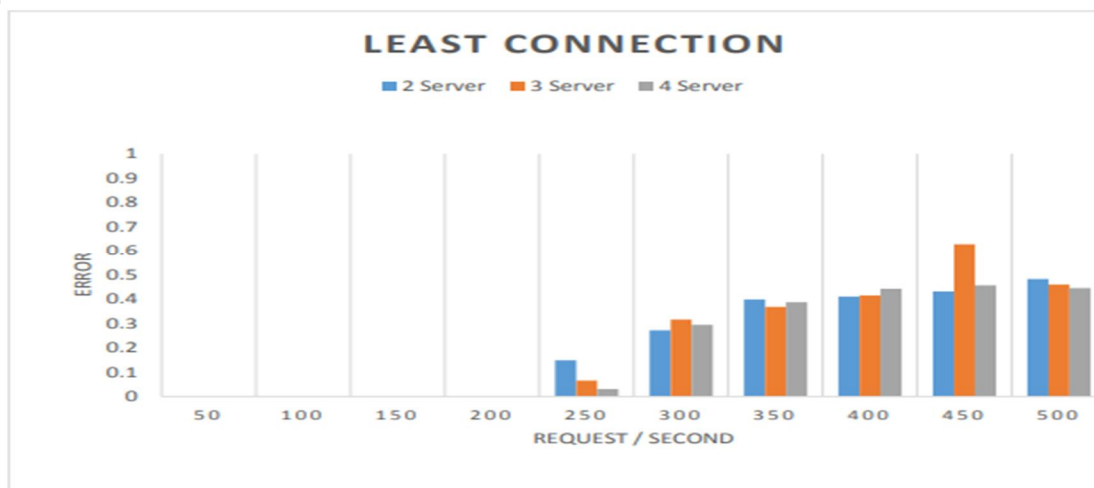 LEAST CONNECTION
2 Server 3 Server 4 Server
1
0.9
0.8
0.7
0.6
0.5
0.4
0.3
0.2
0.1
0
ERROR
50 100 150 200 250 300 350 400 450 500
REQUEST / SECOND